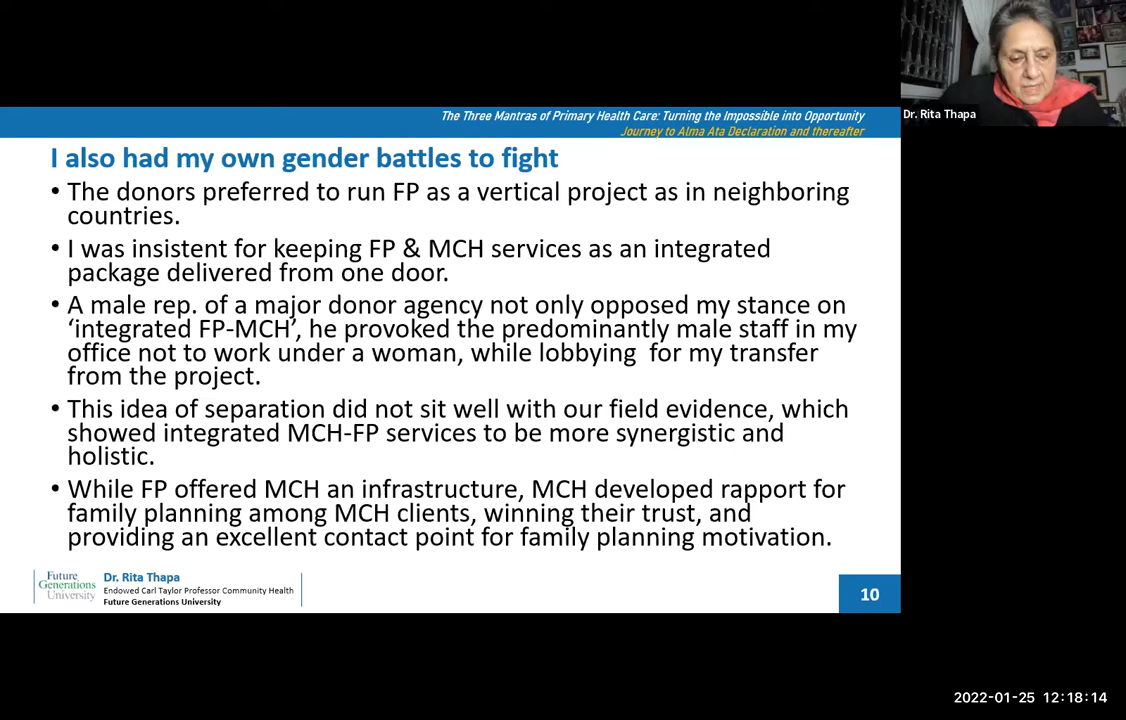 Dr. Rita Thapa
The Three Mantras of Primary Health Care: Turning the Impossible into Opportunity
Journey to Alma Ata Declaration and thereafter
I also had my own gender battles to fight
• The donors preferred to run FP as a vertical project as in neighboring
countries.
• I was insistent for keeping FP & MCH services as an integrated
package delivered from one door.
• A male rep. of a major donor agency not only opposed my stance on
‘integrated FP-MCH’, he provoked the predominantly male staff in my
office not to work under a woman, while lobbying for my transfer
from the project.
• This idea of separation did not sit well with our field evidence, which
showed integrated MCH-FP services to be more synergistic and
holistic.
• While FP offered MCH an infrastructure, MCH developed rapport for
family planning among MCH clients, winning their trust, and
providing an excellent contact point for family planning motivation.
Future
Generations
University
Dr. Rita Thapa
Endowed Carl Taylor Professor Community Health
Future Generations University
10
2022-01-25 12:18:14